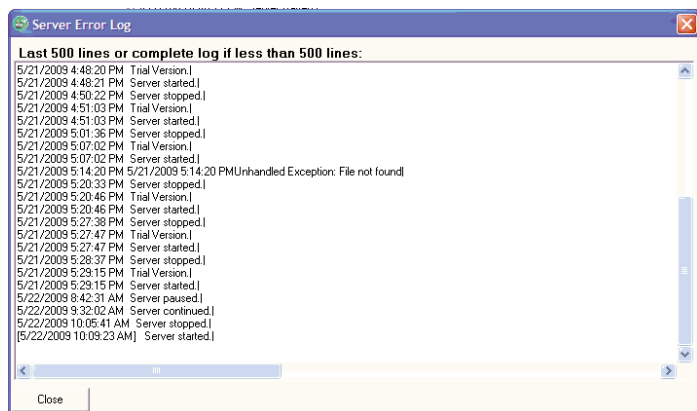 Server Error Log
Last 500 lines or complete log if less than 500 lines:
5/21/2009 4:48:20 PM  Trial Version.|
5/21/2009 4:48:21 PM  Server started.|
5/21/2009 4:50:22 PM  Server stopped.|
5/21/2009 4:51:03 PM  Trial Version.|
5/21/2009 4:51:03 PM  Server started.|
5/21/2009 5:01:36 PM  Server stopped.|
5/21/2009 5:07:02 PM  Trial Version.|
5/21/2009 5:07:02 PM  Server started.|
5/21/2009 5:14:20 PM 5/21/2009 5:14:20 PMUnhandled Exception: File not found|
5/21/2009 5:20:33 PM  Server stopped.|
5/21/2009 5:20:46 PM  Trial Version.|
5/21/2009 5:20:46 PM  Server started.|
5/21/2009 5:27:38 PM  Server stopped.|
5/21/2009 5:27:47 PM  Trial Version.|
5/21/2009 5:27:47 PM  Server started.|
5/21/2009 5:28:37 PM  Server stopped.|
5/21/2009 5:29:15 PM  Trial Version.|
5/21/2009 5:29:15 PM  Server started.|
5/22/2009 8:42:31 AM  Server paused.|
5/22/2009 9:32:02 AM  Server continued.|
5/22/2009 10:05:41 AM  Server stopped.|
[5/22/2009 10:09:23 AM]   Server started.|
Close